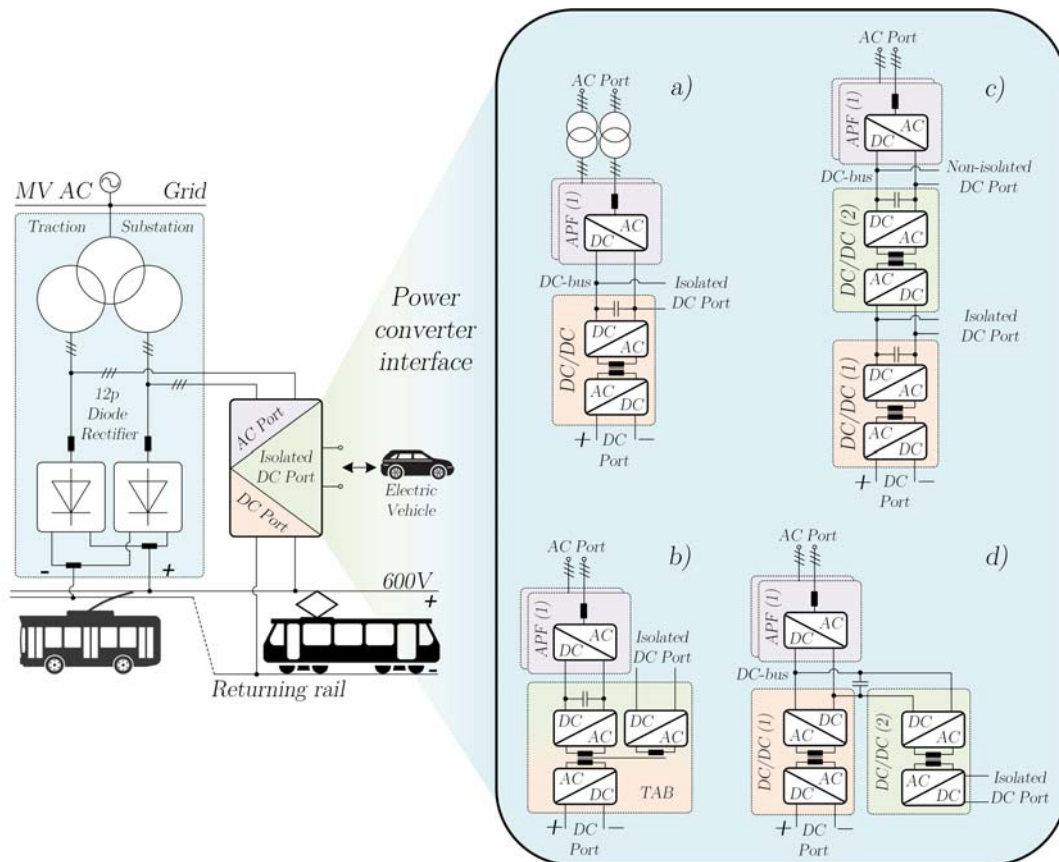 MV AC
Grid
Traction
Substation
12p
Diode
Rectifier
-
+
600V
+
-
Returning rail
Power
converter
interface
AC Port
Isolated
DC Port
DC Port
Electric
Vehicle
a)
AC Port
APF (1)
AC
DC
DC-bus
Isolated
DC Port
DC/DC
DC
AC
AC
DC
+ DC −
Port
c)
AC Port
APF (1)
AC
DC
DC-bus
Non-isolated
DC Port
DC/DC (2)
DC
AC
AC
DC
Isolated
DC Port
DC/DC (1)
DC
AC
AC
DC
+ DC −
Port
b)
AC Port
APF (1)
AC
DC
Isolated
DC Port
DC
AC
DC
AC
AC
DC
TAB
+ DC −
Port
d)
AC Port
APF (1)
AC
DC
DC-bus
DC/DC (1)
DC
AC
AC
DC
DC/DC (2)
DC
AC
AC
DC
Isolated
DC Port
+ DC −
Port